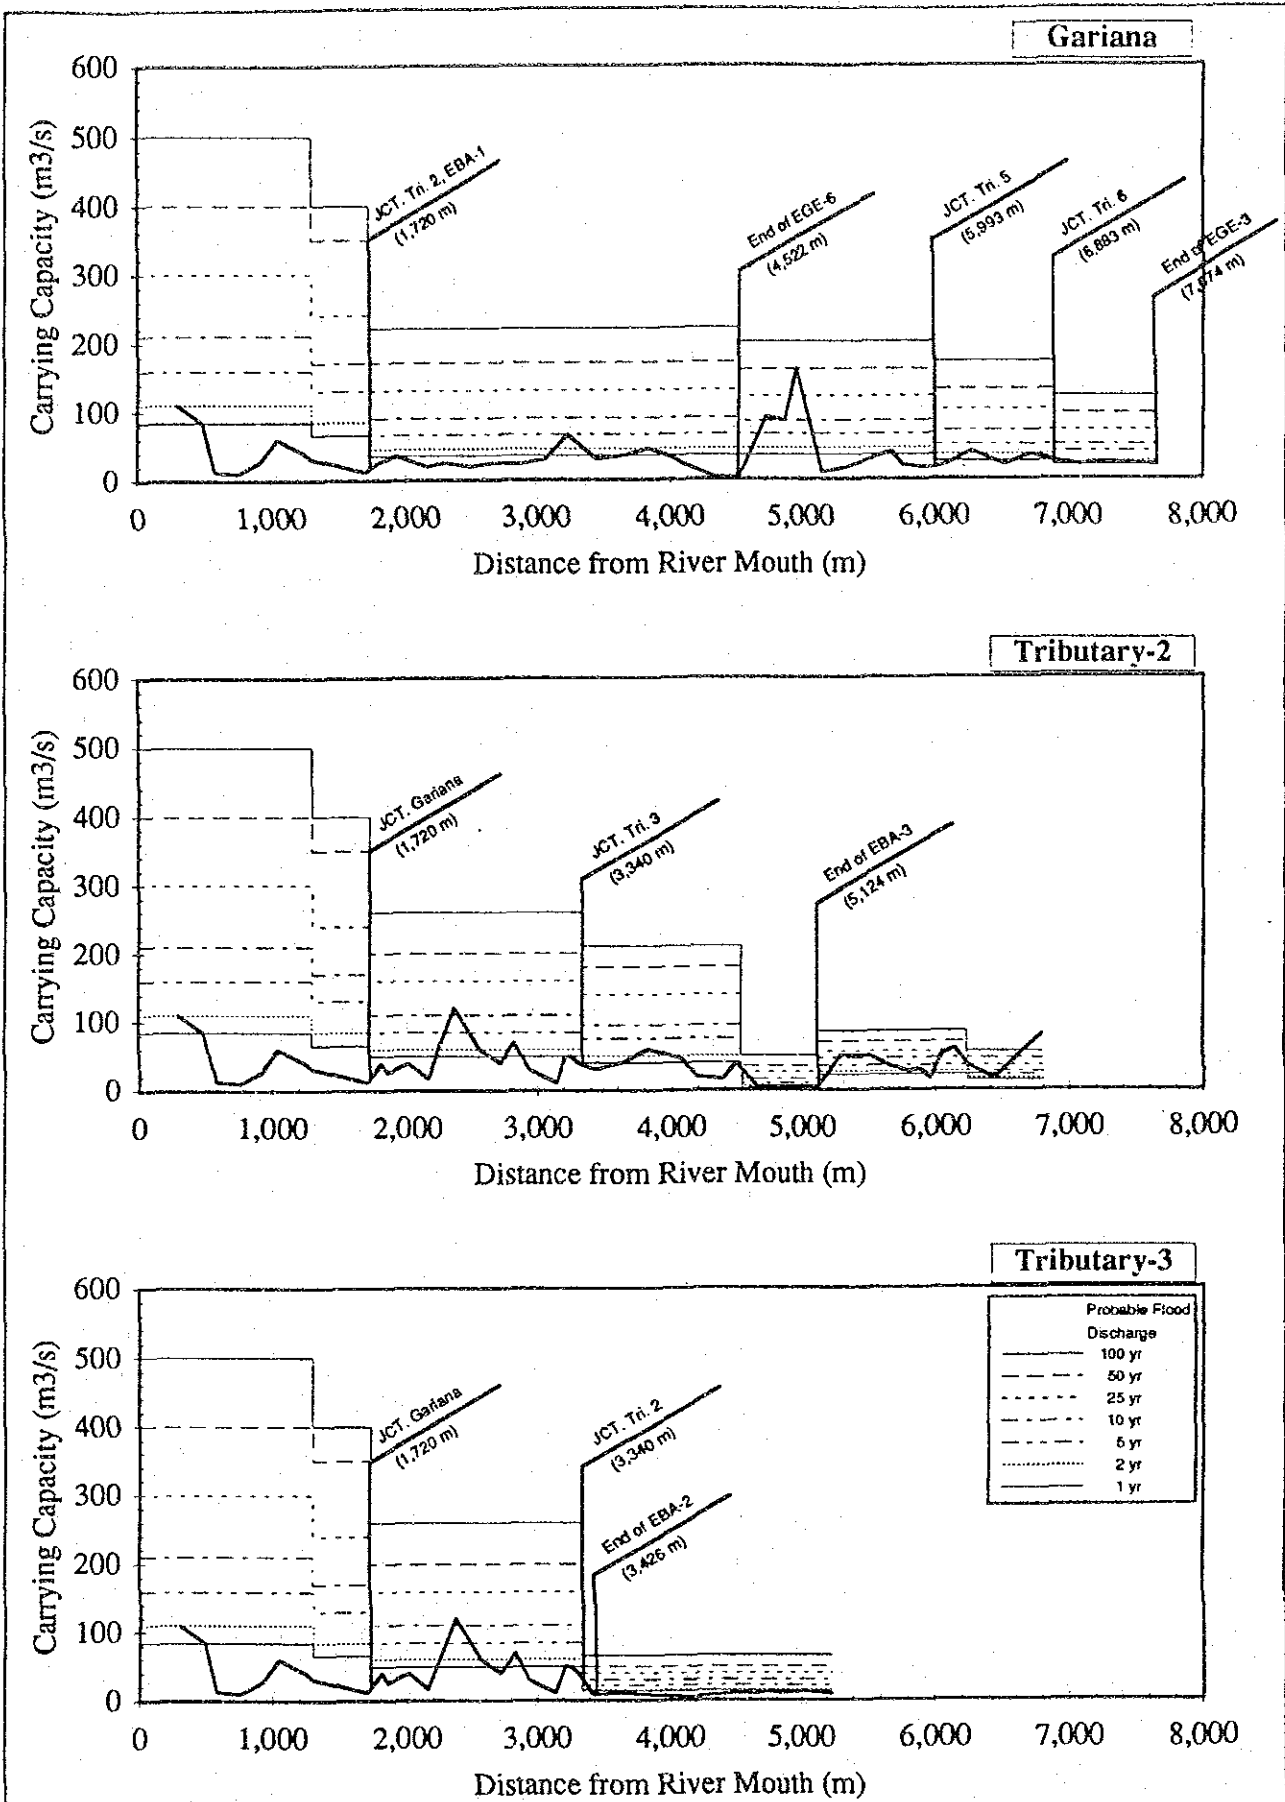 Gariana
600
500
400
300
200
100
0
Carrying Capacity (m3/s)
JCT. Tri. 2, EBA-1
(1,720 m)
End of EGE-6
(4,522 m)
JCT. Tri. 5
(5,993 m)
JCT. Tri. 6
(6,883 m)
End of EGE-3
0 1,000 2,000 3,000 4,000 5,000 6,000 7,000 8,000
Distance from River Mouth (m)
Tributary-2
600
500
400
300
200
100
0
Carrying Capacity (m3/s)
JCT. Gariana
(1,720 m)
JCT. Tri. 3
(3,340 m)
End of EBA-3
(5,124 m)
0 1,000 2,000 3,000 4,000 5,000 6,000 7,000 8,000
Distance from River Mouth (m)
Tributary-3
600
500
400
300
200
100
0
Carrying Capacity (m3/s)
JCT. Gariana
(1,720 m)
JCT. Tri. 2
(3,340 m)
End of EBA-2
(3,426 m)
Probable Flood
Discharge
100 yr
50 yr
25 yr
10 yr
5 yr
2 yr
1 yr
0 1,000 2,000 3,000 4,000 5,000 6,000 7,000 8,000
Distance from River Mouth (m)